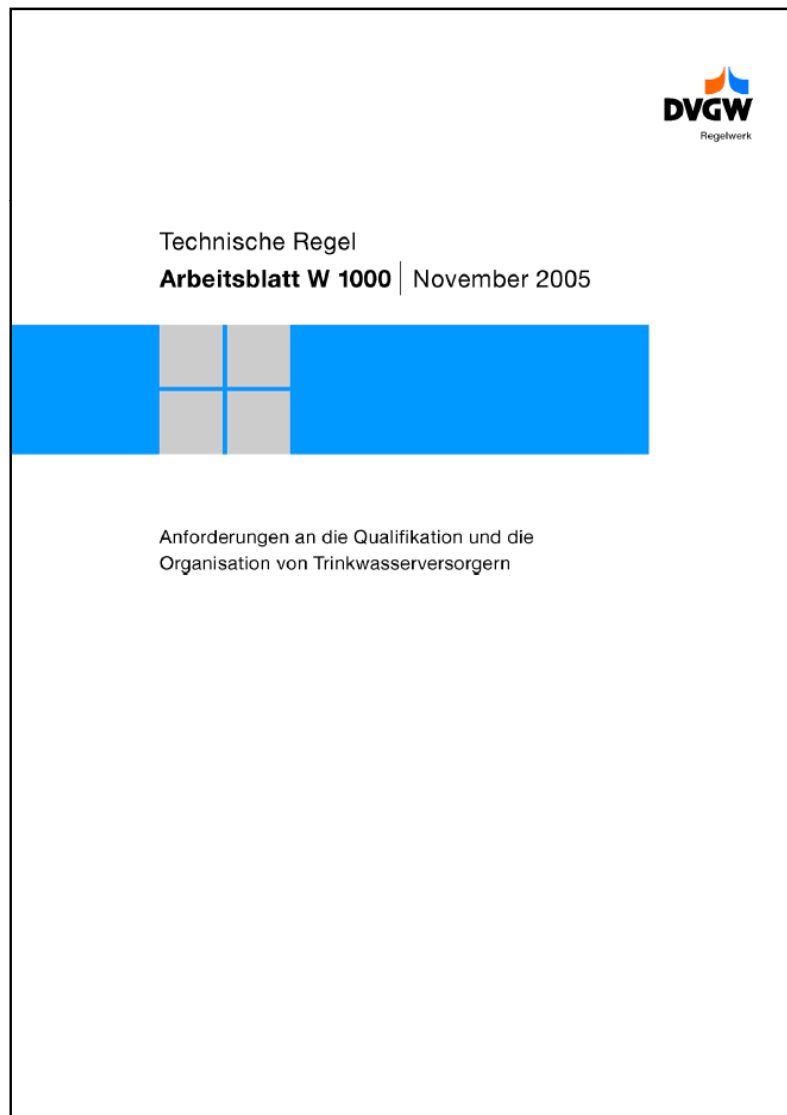 DVGW
Regelwerk
Technische Regel
Arbeitsblatt W 1000 | November 2005
Anforderungen an die Qualifikation und die
Organisation von Trinkwasserversorgern